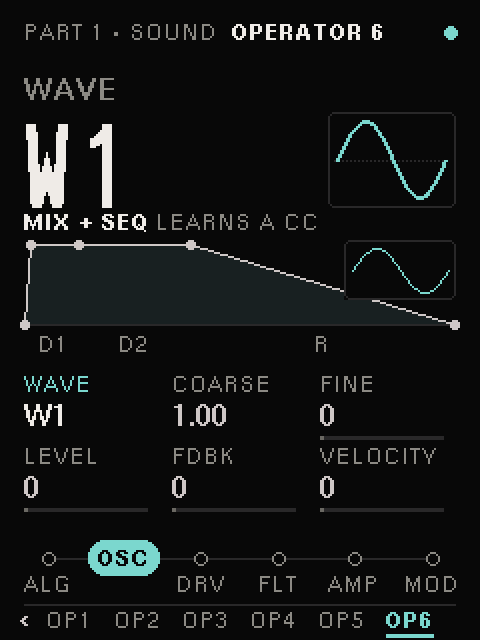 PART 1 · SOUND OPERATOR 6
WAVE
W1
MIX + SEQ LEARNS A CC
D1 D2 R
WAVE COARSE FINE
W1 1.00 0
LEVEL FDBK VELOCITY
0 0 0
OSC
ALG DRV FLT AMP MOD
‹ OP1 OP2 OP3 OP4 OP5 OP6